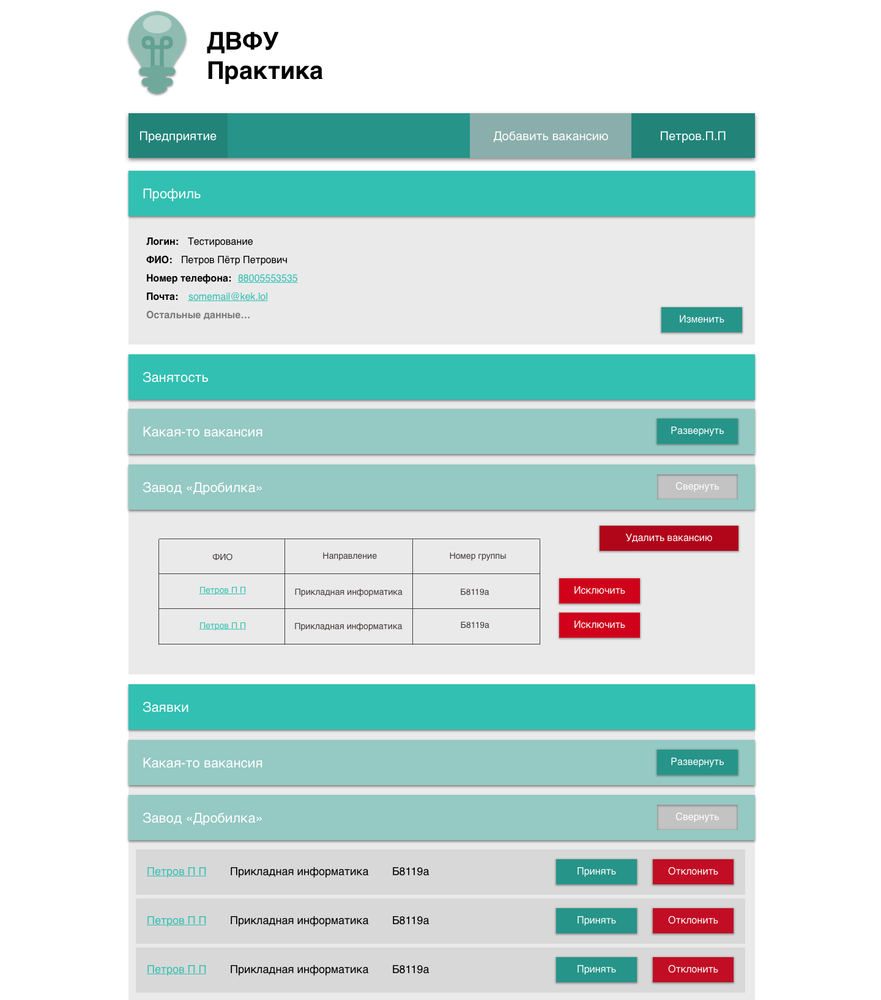 ДВФУ
Практика
Предприятие Добавить вакансию Петров.П.П
Профиль
Логин: Тестирование
ФИО: Петров Пётр Петрович
Номер телефона: 88005553535
Почта: somemail@kek.lol
Остальные данные...
Изменить
Занятость
Какая-то вакансия Развернуть
Завод «Дробилка» Свернуть
Удалить вакансию
ФИО Направление Номер группы
Петров П П Прикладная информатика Б8119а Исключить
Петров П П Прикладная информатика Б8119а Исключить
Заявки
Какая-то вакансия Развернуть
Завод «Дробилка» Свернуть
Петров П П Прикладная информатика Б8119а Принять Отклонить
Петров П П Прикладная информатика Б8119а Принять Отклонить
Петров П П Прикладная информатика Б8119а Принять Отклонить